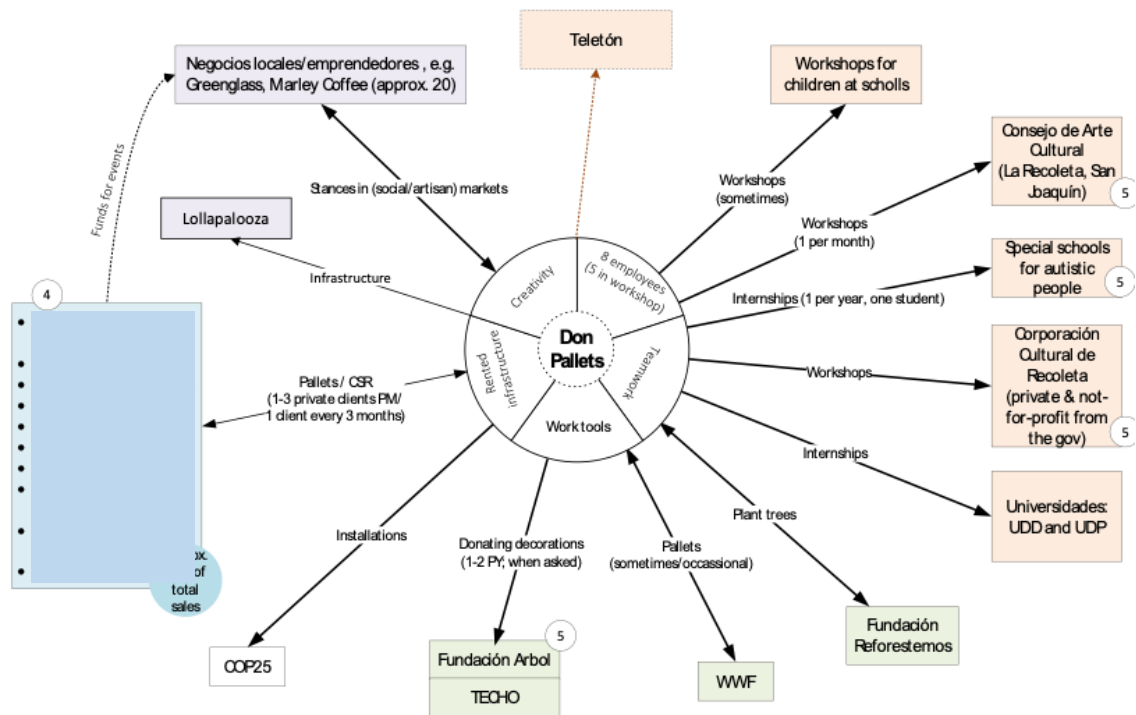 Teletón
Negocios locales/emprendedores , e.g.
Greenglass, Marley Coffee (approx. 20)
Workshops for
children at scholls
Consejo de Arte
Cultural
(La Recoleta, San
Joaquín)
5
Funds for events
Stances in (social/artisan) markets
Workshops
(sometimes)
Lollapalooza
Workshops
(1 per month)
Infrastructure
Creativity
8 employees
(5 in workshop)
Special schools
for autistic
people
5
Internships (1 per year, one student)
4
Don
Pallets
Rented
infrastructure
Teamwork
Work tools
Corporación
Cultural de
Recoleta
(private & not-
for-profit from
the gov)
5
Workshops
Pallets / CSR
(1-3 private clients PM/
1 client every 3 months)
Internships
Universidades:
UDD and UDP
Plant trees
Installations
Donating decorations
(1-2 PY; when asked)
Pallets
(sometimes/occassional)
of
total
sales
Fundación
Reforestemos
5
COP25
Fundación Arbol
TECHO
WWF